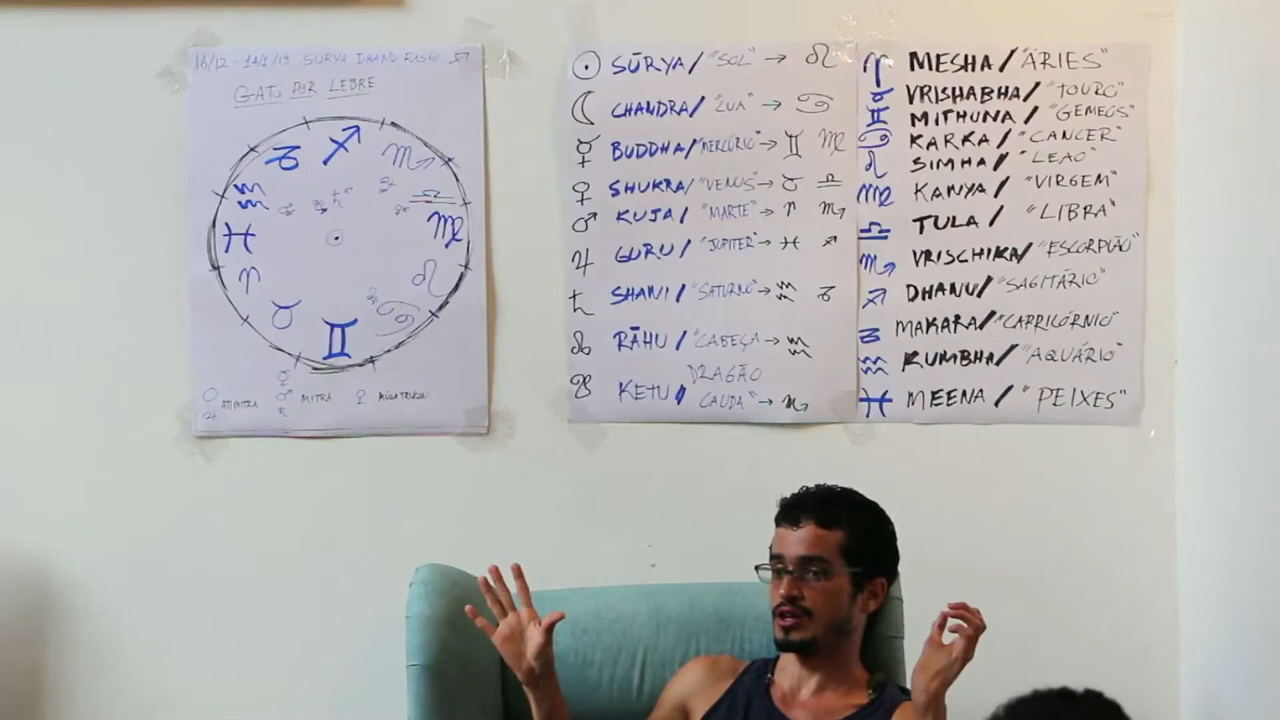 16/12 - 14/1/19 SURYA DHANU RASHI ♐
GATO POR LEBRE
♑ ♐ ♏
♒ ♎
♓ ☉ ♍
♈ ♌
♉ ♋
♊
MITRA ♀
☉ SŪRYA / "SOL" → ♌
☾ CHANDRA / "LUA" → ♋
☿ BUDDHA / "MERCÚRIO" → ♊ ♍
♀ SHUKRA / "VENUS" → ♉ ♎
♂ KUJA / "MARTE" → ♈ ♏
♃ GURU / "JUPITER" → ♓ ♐
♄ SHANI / "SATURNO" → ♒ ♑
☊ RĀHU / "CABEÇA → ♒
DRAGÃO
☋ KETU / CAUDA" → ♏
♈ MESHA / "ÁRIES"
♉ VRISHABHA / "TOURO"
♊ MITHUNA / "GEMEOS"
♋ KARKA / "CANCER"
♌ SIMHA / "LEAO"
♍ KANYA / "VIRGEM"
♎ TULA / "LIBRA"
♏ VRISCHIKA / "ESCORPIÃO"
♐ DHANU / "SAGITÁRIO"
♑ MAKARA / "CAPRICÓRNIO"
♒ KUMBHA / "AQUÁRIO"
♓ MEENA / "PEIXES"